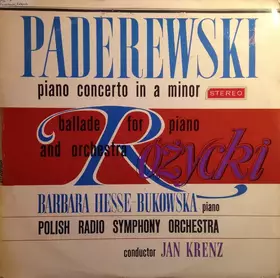 PADEREWSKI
piano concerto in a minor
STEREO
ballade for piano
and orchestra
Rożycki
BARBARA HESSE-BUKOWSKA piano
POLISH RADIO SYMPHONY ORCHESTRA
conductor JAN KRENZ